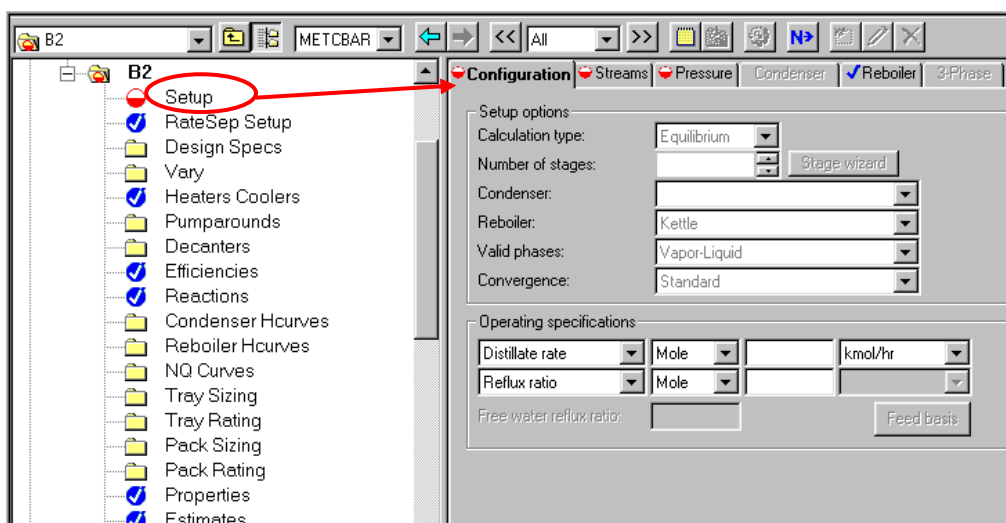 B2 METCBAR << All >> N>
B2
Setup
RateSep Setup
Design Specs
Vary
Heaters Coolers
Pumparounds
Decanters
Efficiencies
Reactions
Condenser Hcurves
Reboiler Hcurves
NQ Curves
Tray Sizing
Tray Rating
Pack Sizing
Pack Rating
Properties
Estimates
Configuration Streams Pressure Condenser Reboiler 3-Phase
Setup options
Calculation type: Equilibrium
Number of stages: Stage wizard
Condenser:
Reboiler: Kettle
Valid phases: Vapor-Liquid
Convergence: Standard
Operating specifications
Distillate rate Mole kmol/hr
Reflux ratio Mole
Free water reflux ratio: Feed basis